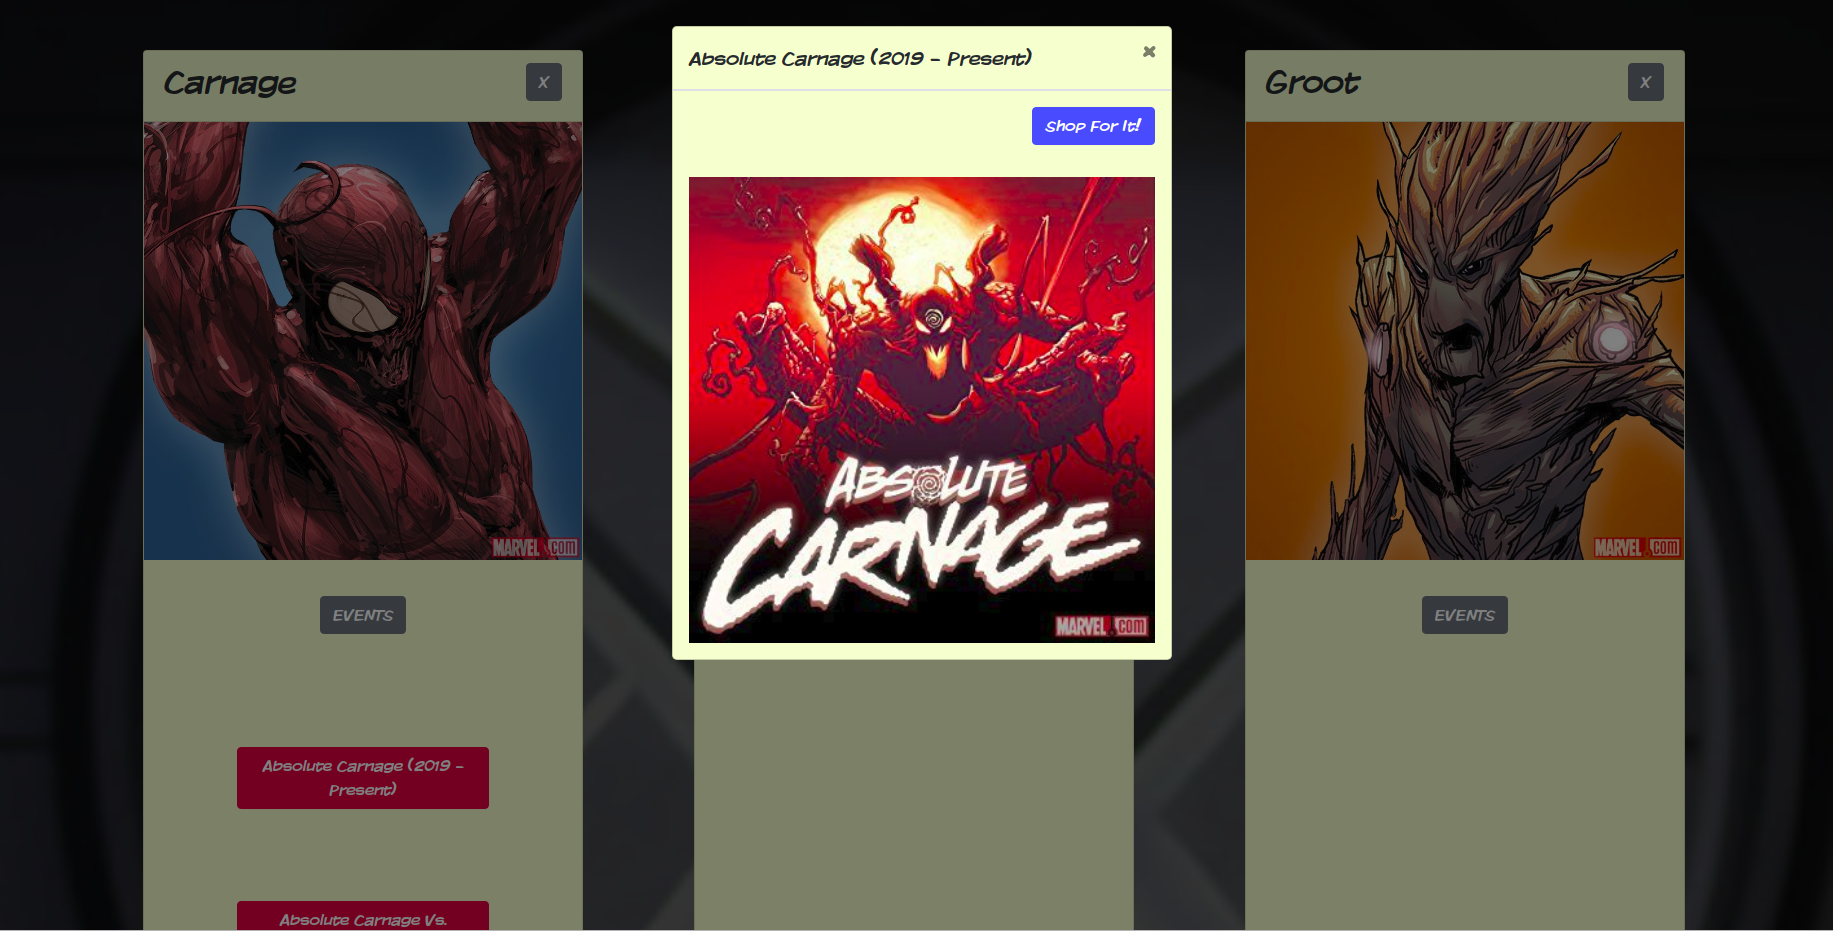 Carnage
X
MARVEL.com
EVENTS
Absolute Carnage (2019 -
Present)
Absolute Carnage Vs.
Absolute Carnage (2019 - Present)
×
Shop For It!
ABSOLUTE
CARNAGE
MARVEL.com
Groot
X
MARVEL.com
EVENTS